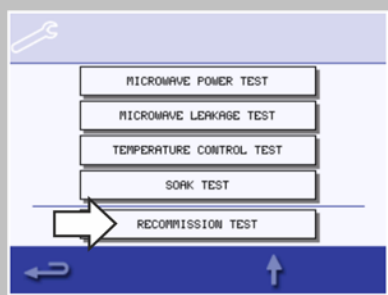 MICROWAVE POWER TEST
MICROWAVE LEAKAGE TEST
TEMPERATURE CONTROL TEST
SOAK TEST
RECOMMISSION TEST